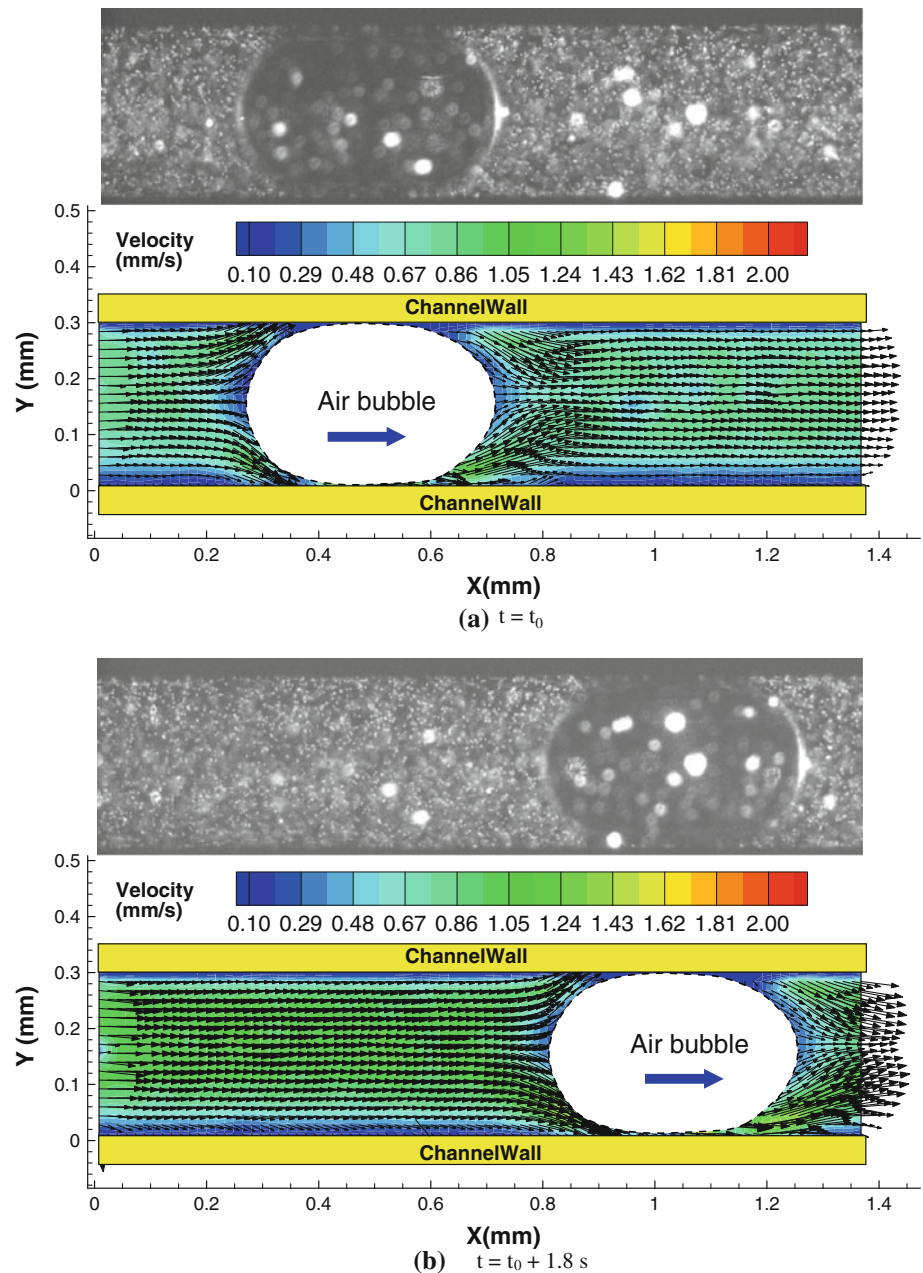 0.5
Velocity
(mm/s)
0.10 0.29 0.48 0.67 0.86 1.05 1.24 1.43 1.62 1.81 2.00
0.4
ChannelWall
0.3
Y (mm)
0.2
Air bubble
0.1
0
ChannelWall
0 0.2 0.4 0.6 0.8 1 1.2 1.4
X(mm)
(a) t = t0
0.5
Velocity
(mm/s)
0.10 0.29 0.48 0.67 0.86 1.05 1.24 1.43 1.62 1.81 2.00
0.4
ChannelWall
0.3
Y (mm)
0.2
Air bubble
0.1
0
ChannelWall
0 0.2 0.4 0.6 0.8 1 1.2 1.4
X(mm)
(b) t = t0 + 1.8 s